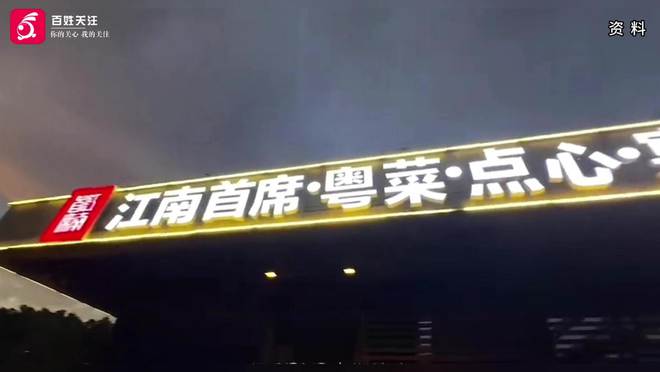 百姓关注
你的关心 我的关注
资料
江南首席·粤菜·点心·